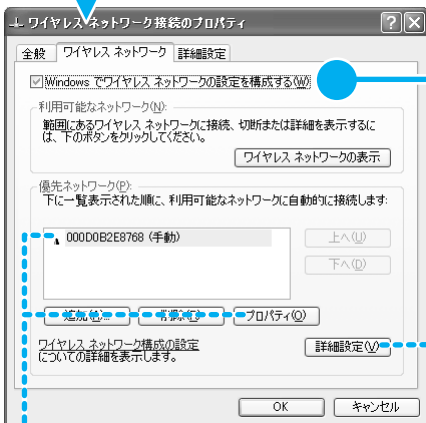 ワイヤレス ネットワーク接続のプロパティ
全般 ワイヤレス ネットワーク 詳細設定
Windows でワイヤレス ネットワークの設定を構成する(W)
利用可能なネットワーク(N):
範囲にあるワイヤレス ネットワークに接続、切断または詳細を表示するに
は、下のボタンをクリックしてください。
ワイヤレス ネットワークの表示
優先ネットワーク(P):
下に一覧表示された順に、利用可能なネットワークに自動的に接続します:
000D0B2E8768 (手動)
上へ(U)
下へ(D)
追加(A)... 削除(R) プロパティ(O)
ワイヤレス ネットワーク構成の設定
についての詳細を表示します。
詳細設定(V)
OK キャンセル